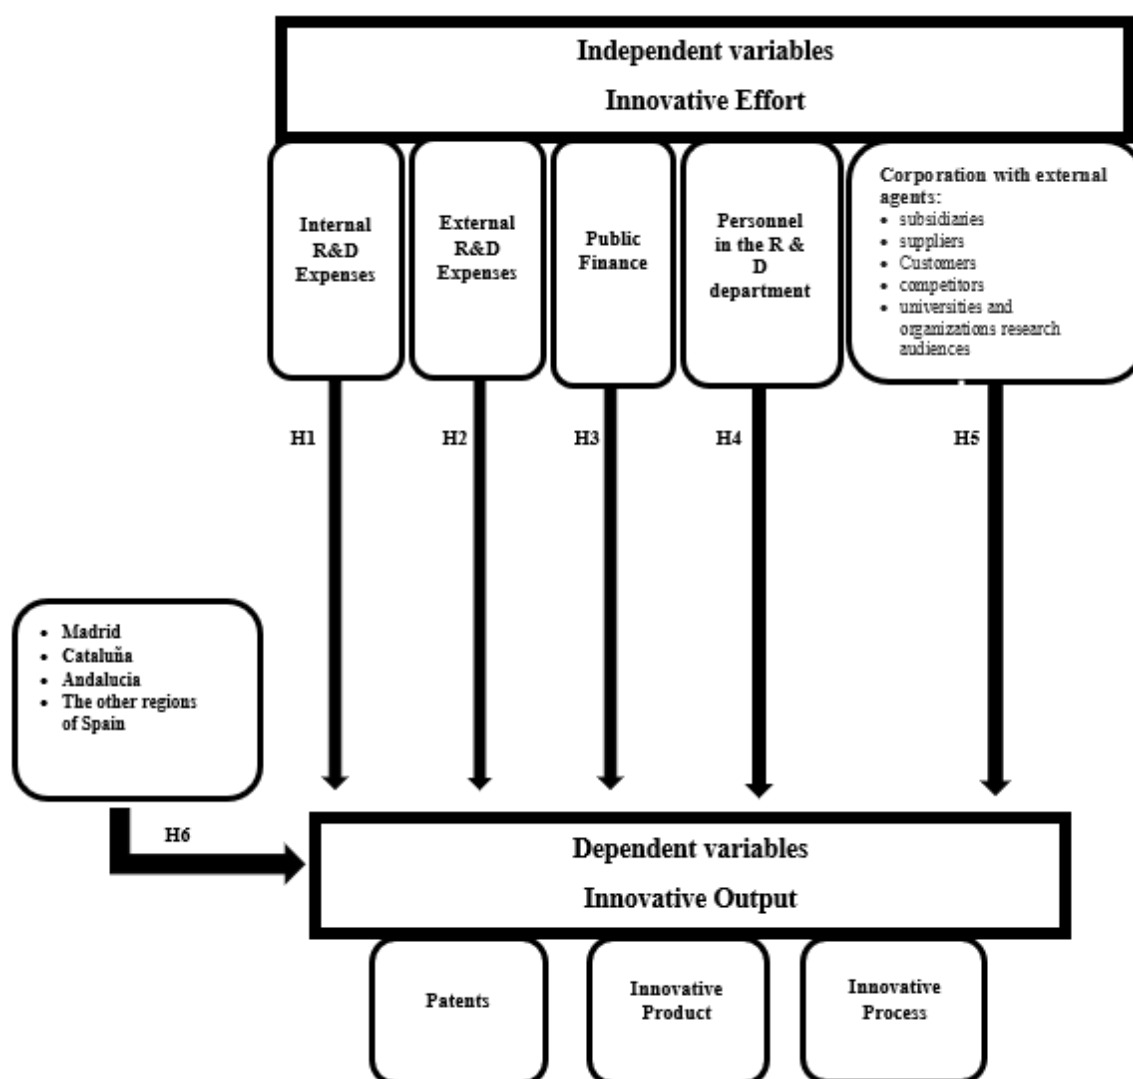 Independent variables
Innovative Effort
Internal
R&D
Expenses
External
R&D
Expenses
Public
Finance
Personnel
in the R &
D
department
Corporation with external
agents:
• subsidiaries
• suppliers
• Customers
• competitors
• universities and
organizations research
audiences
H1
H2
H3
H4
H5
• Madrid
• Cataluña
• Andalucia
• The other regions
of Spain
H6
Dependent variables
Innovative Output
Patents
Innovative
Product
Innovative
Process